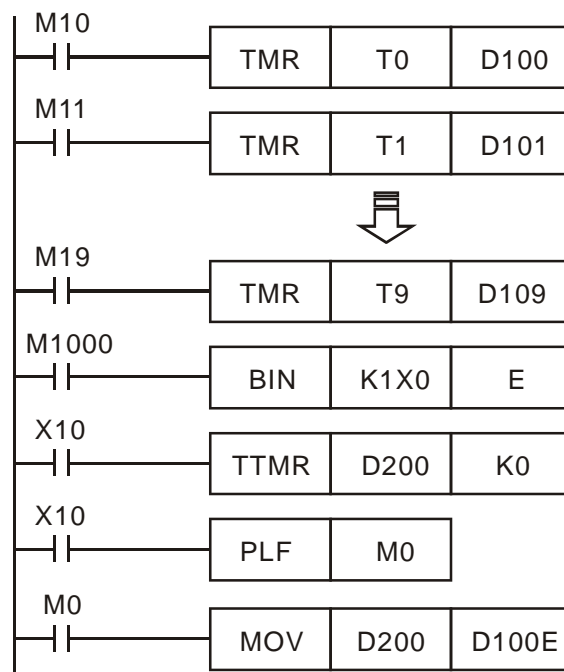 M10
TMR T0 D100
M11
TMR T1 D101
M19
TMR T9 D109
M1000
BIN K1X0 E
X10
TTMR D200 K0
X10
PLF M0
M0
MOV D200 D100E